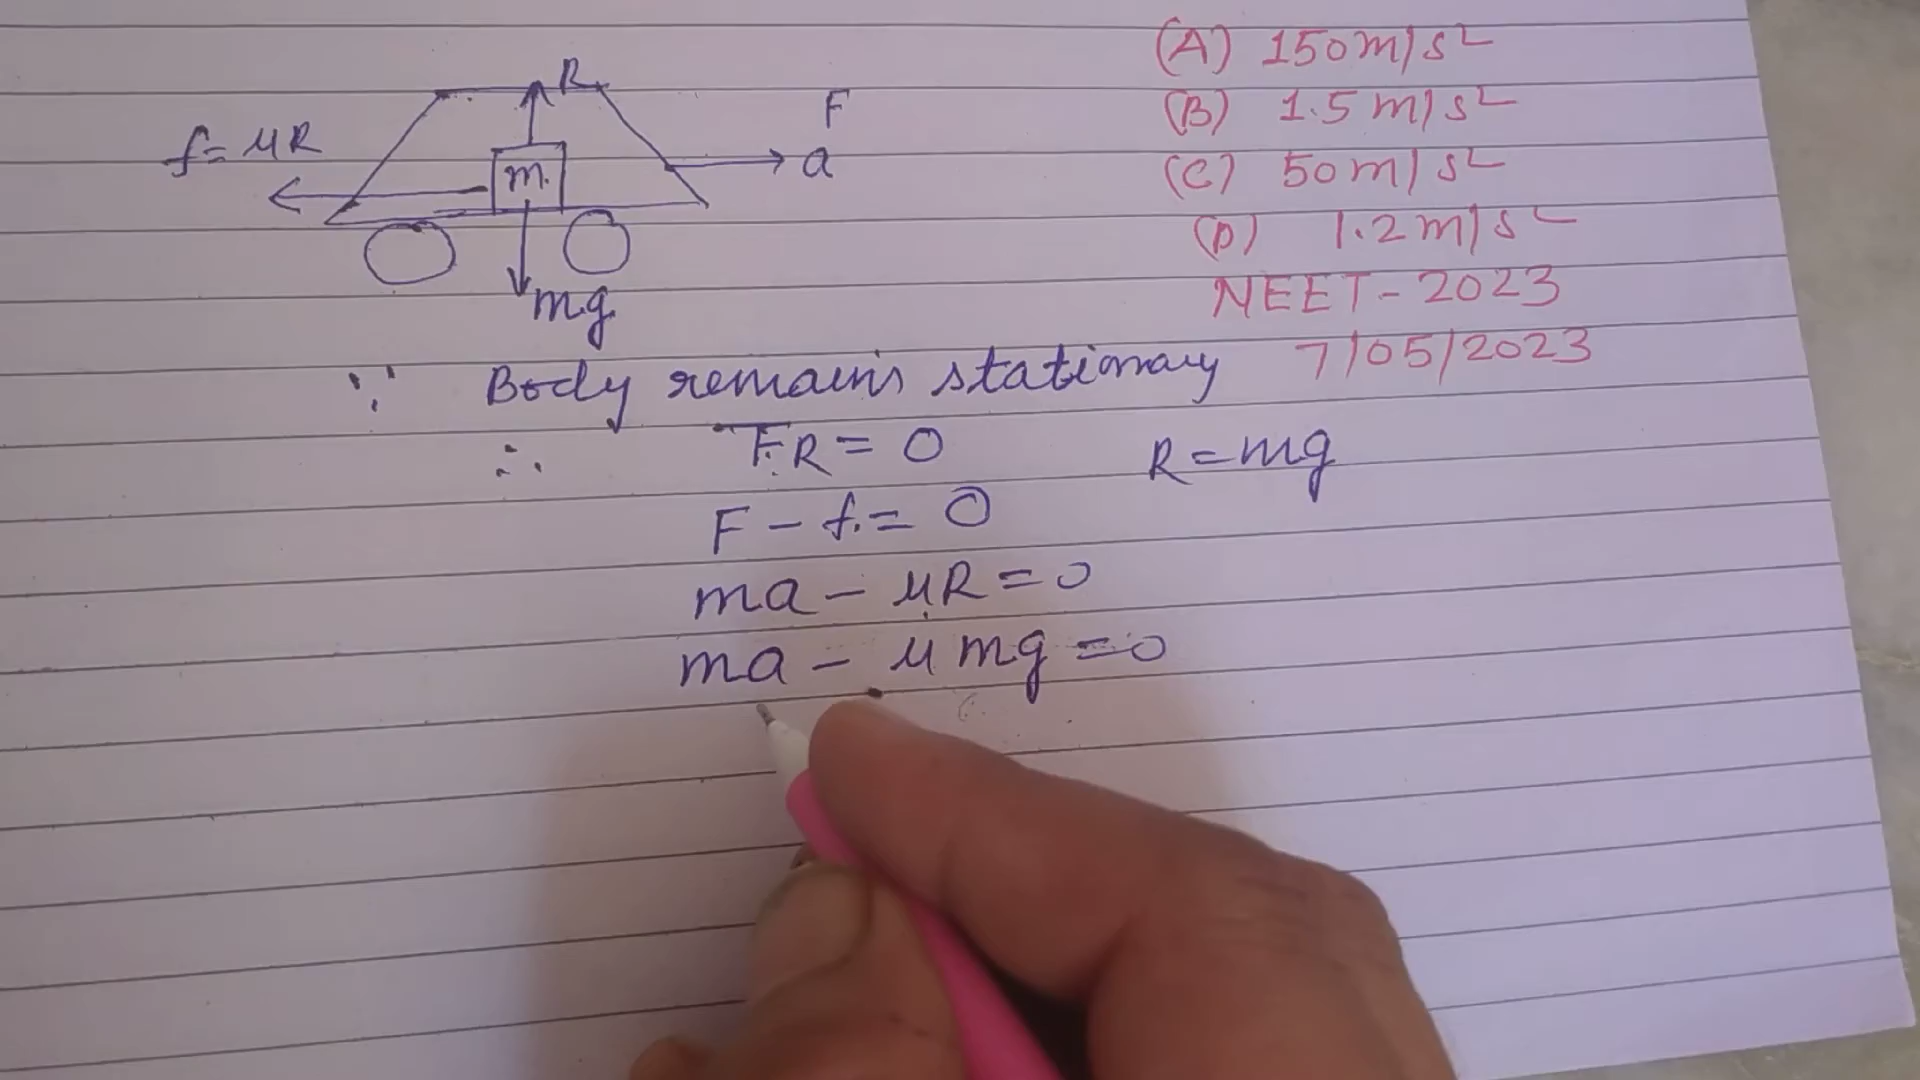 R
F
f = μR
m.
a
mg
(A) 150 m/s²
(B) 1.5 m/s²
(C) 50 m/s²
(D) 1.2 m/s²
NEET - 2023
7/05/2023
∵ Body remains stationary
∴ FR = 0 R = mg
F - f = 0
ma - μR = 0
ma - μmg = 0